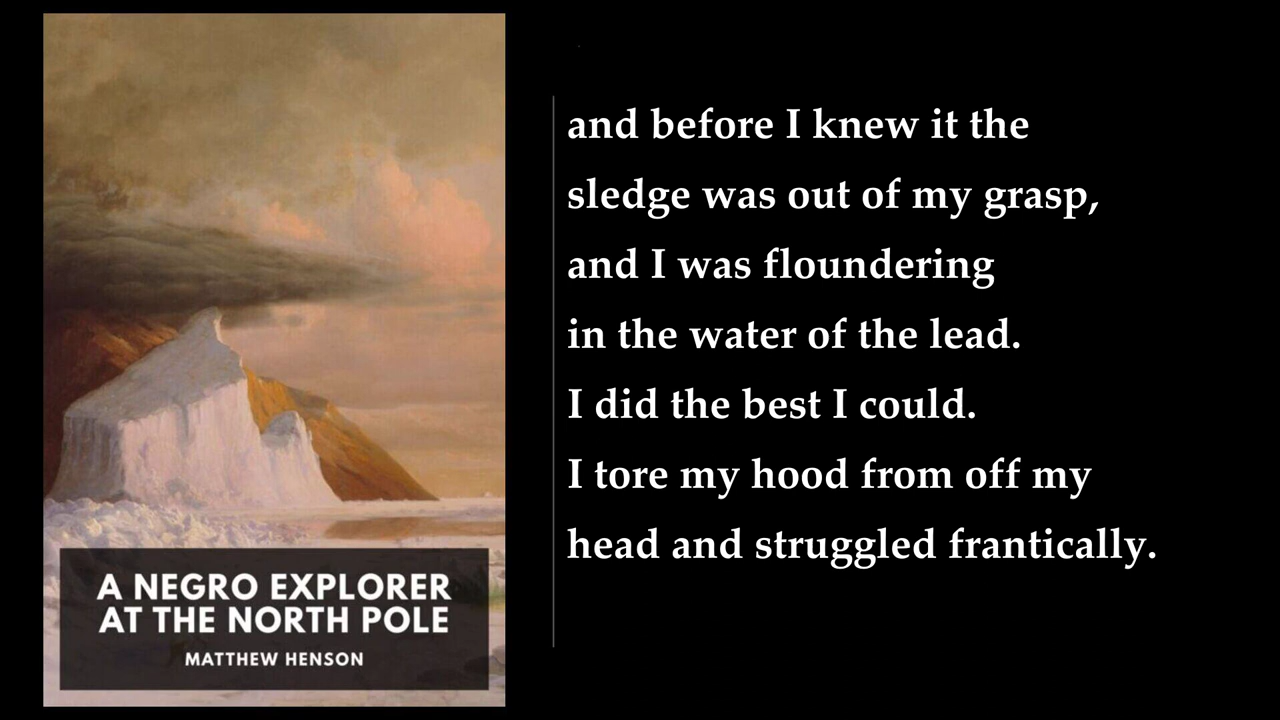 A NEGRO EXPLORER
AT THE NORTH POLE
MATTHEW HENSON
and before I knew it the
sledge was out of my grasp,
and I was floundering
in the water of the lead.
I did the best I could.
I tore my hood from off my
head and struggled frantically.